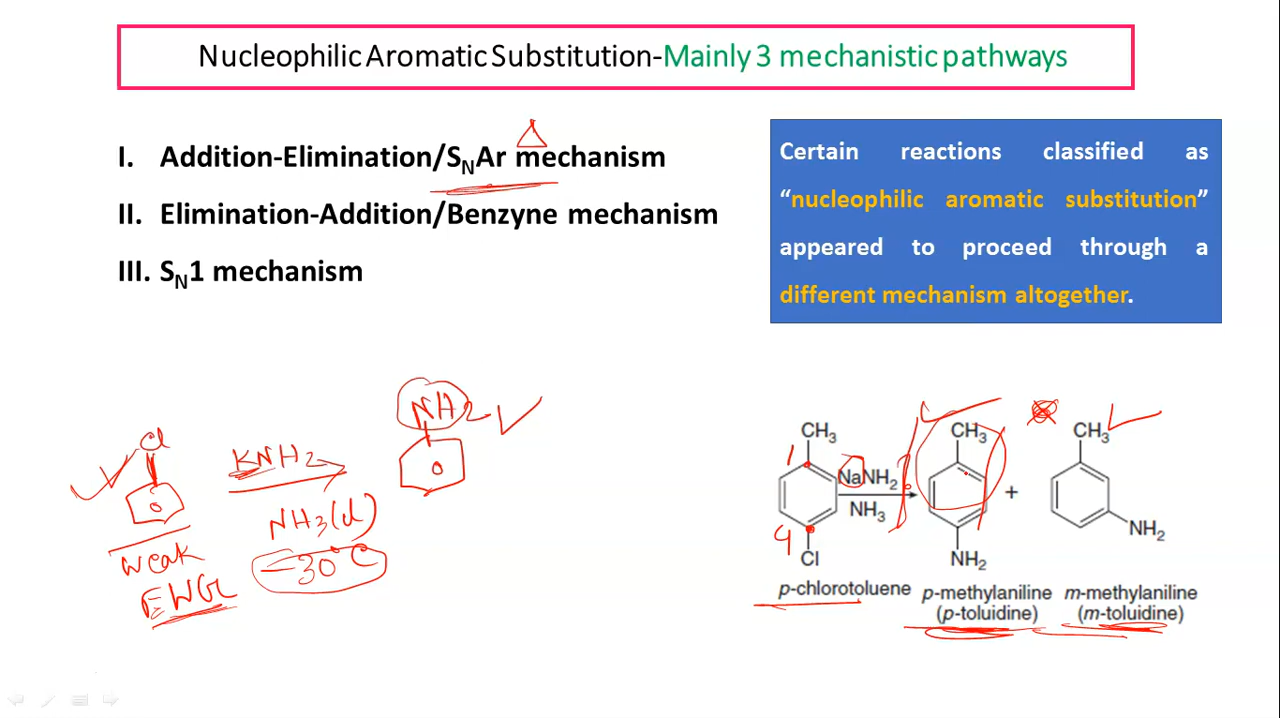 Nucleophilic Aromatic Substitution-Mainly 3 mechanistic pathways
I. Addition-Elimination/SNAr mechanism
II. Elimination-Addition/Benzyne mechanism
III. SN1 mechanism
Certain reactions classified as
“nucleophilic aromatic substitution”
appeared to proceed through a
different mechanism altogether.
Cl
weak
EWG
KNH2
NH3(l)
-30°C
NH2
CH3
1
4
Cl
p-chlorotoluene
NaNH2
NH3
CH3
NH2
p-methylaniline
(p-toluidine)
+
CH3
NH2
m-methylaniline
(m-toluidine)